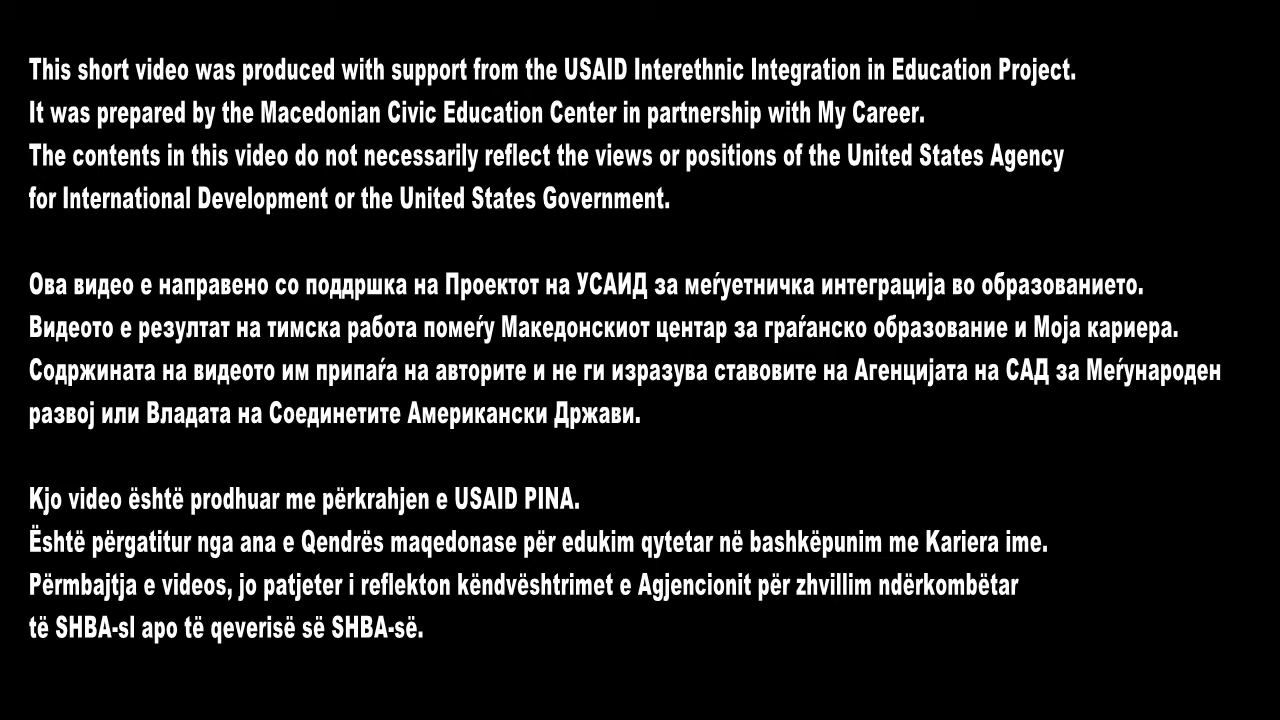 This short video was produced with support from the USAID Interethnic Integration in Education Project.
It was prepared by the Macedonian Civic Education Center in partnership with My Career.
The contents in this video do not necessarily reflect the views or positions of the United States Agency
for International Development or the United States Government.
Ова видео е направено со поддршка на Проектот на УСАИД за меѓуетничка интеграција во образованието.
Видеото е резултат на тимска работа помеѓу Македонскиот центар за граѓанско образование и Моја кариера.
Содржината на видеото им припаѓа на авторите и не ги изразува ставовите на Агенцијата на САД за Меѓународен
развој или Владата на Соединетите Американски Држави.
Kjo video është prodhuar me përkrahjen e USAID PINA.
Është përgatitur nga ana e Qendrës maqedonase për edukim qytetar në bashkëpunim me Kariera ime.
Përmbajtja e videos, jo patjeter i reflekton këndvështrimet e Agjencionit për zhvillim ndërkombëtar
të SHBA-sl apo të qeverisë së SHBA-së.